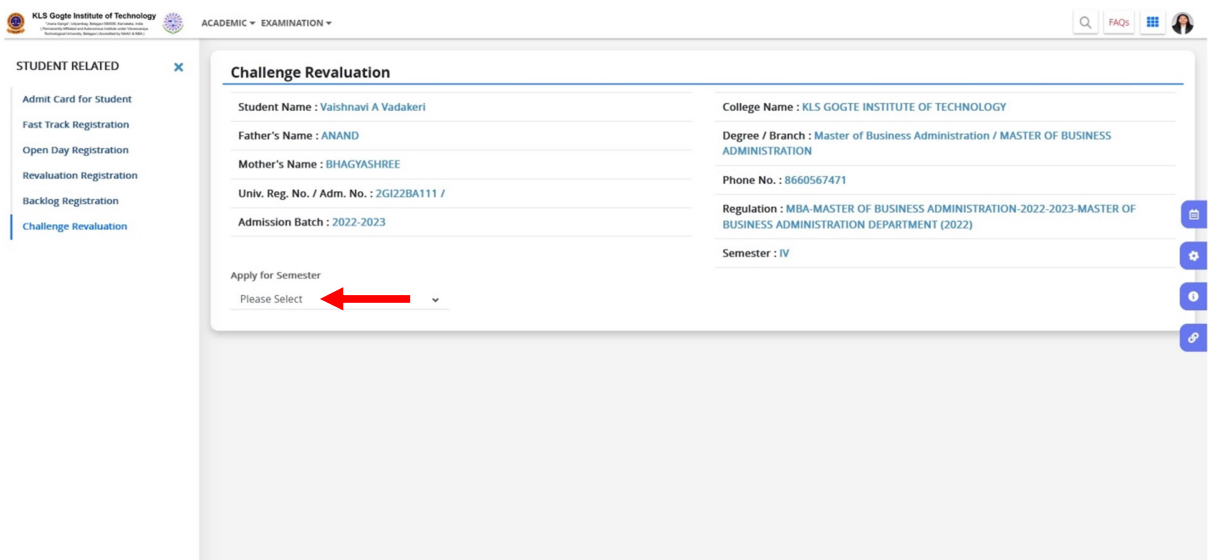 KLS Gogte Institute of Technology
ACADEMIC
EXAMINATION
FAQs
STUDENT RELATED
Admit Card for Student
Fast Track Registration
Open Day Registration
Revaluation Registration
Backlog Registration
Challenge Revaluation
Challenge Revaluation
Student Name : Vaishnavi A Vadakeri
Father's Name : ANAND
Mother's Name : BHAGYASHREE
Univ. Reg. No. / Adm. No. : 2GI22BA111 /
Admission Batch : 2022-2023
College Name : KLS GOGTE INSTITUTE OF TECHNOLOGY
Degree / Branch : Master of Business Administration / MASTER OF BUSINESS
ADMINISTRATION
Phone No. : 8660567471
Regulation : MBA-MASTER OF BUSINESS ADMINISTRATION-2022-2023-MASTER OF
BUSINESS ADMINISTRATION DEPARTMENT (2022)
Semester : IV
Apply for Semester
Please Select